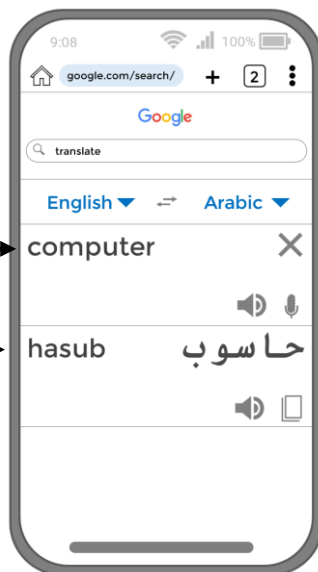 9:08 100%
google.com/search/ + 2
Google
translate
English Arabic
computer
hasub حاسوب